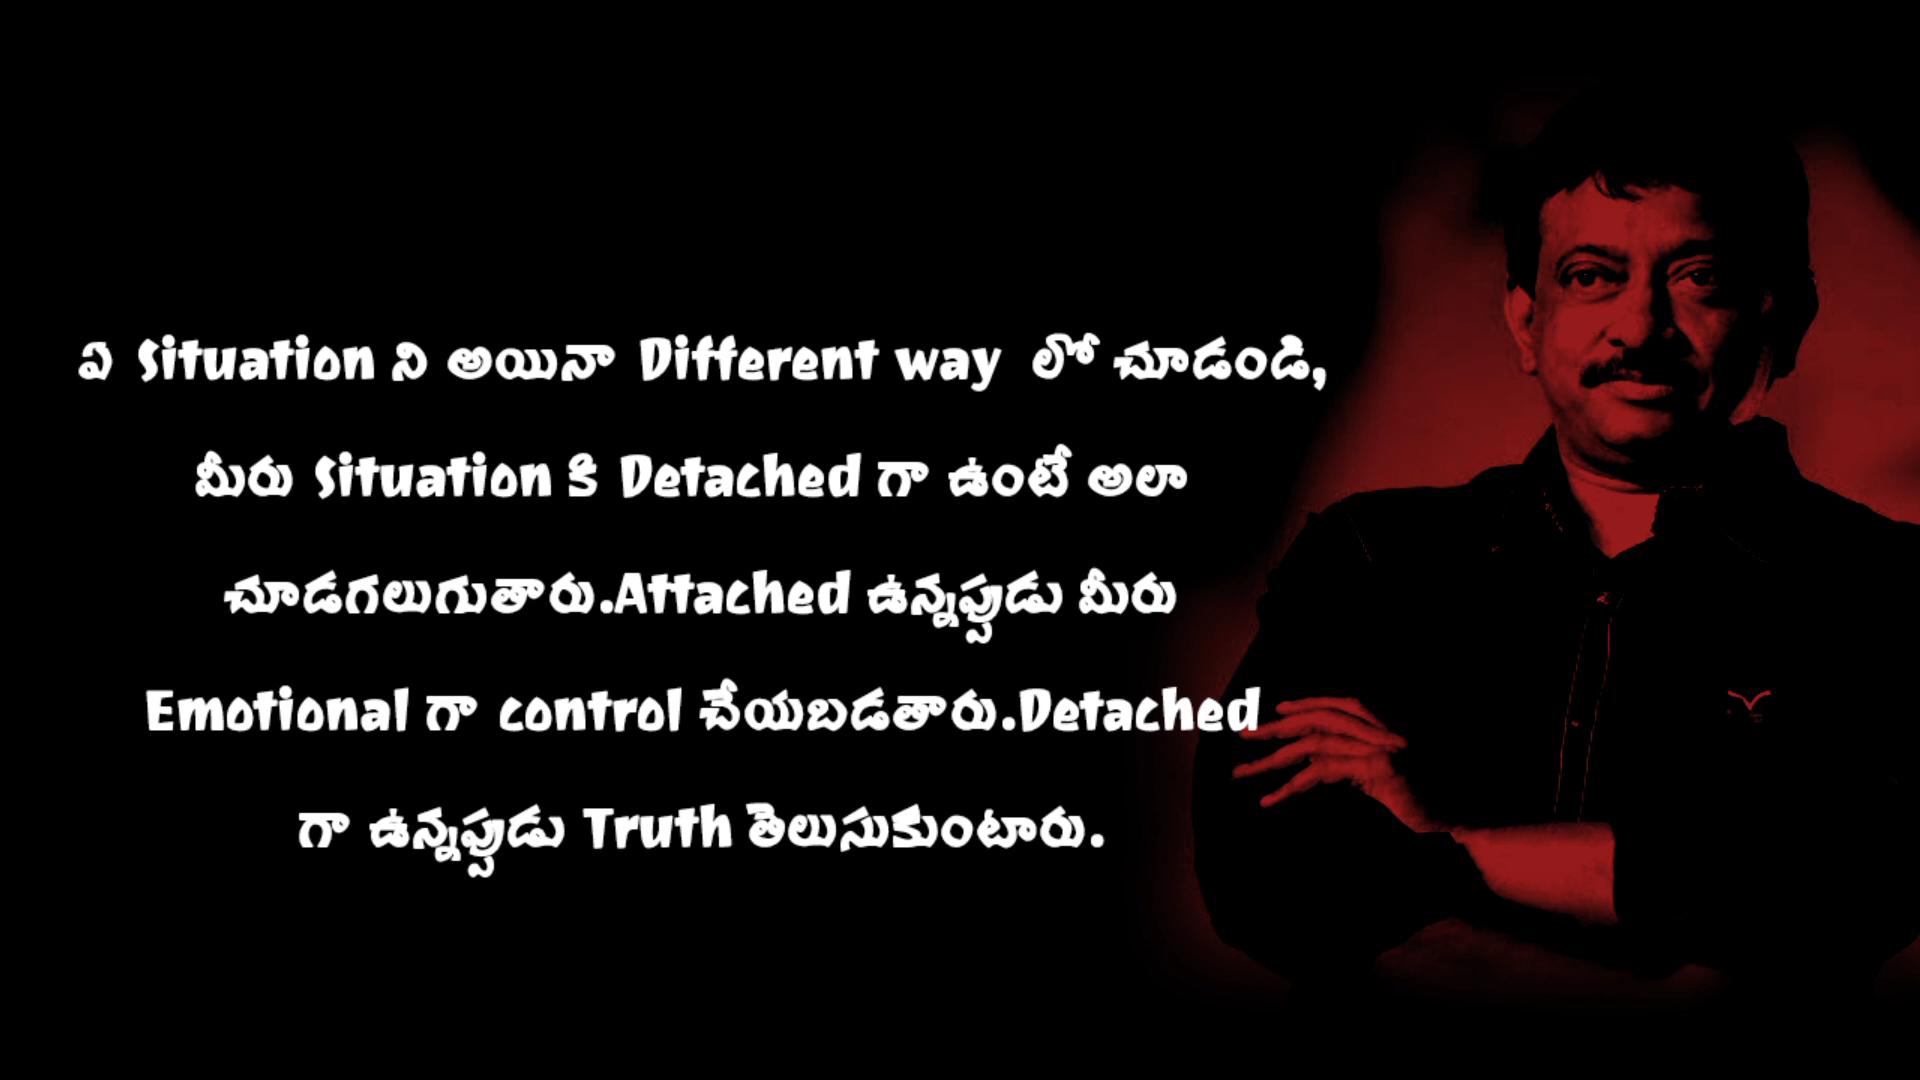 ఏ Situation ని అయినా Different way లో చూడండి,
మీరు Situation కి Detached గా ఉంటే అలా
చూడగలుగుతారు.Attached ఉన్నప్పుడు మీరు
Emotional గా control చేయబడతారు.Detached
గా ఉన్నప్పుడు Truth తెలుసుకుంటారు.